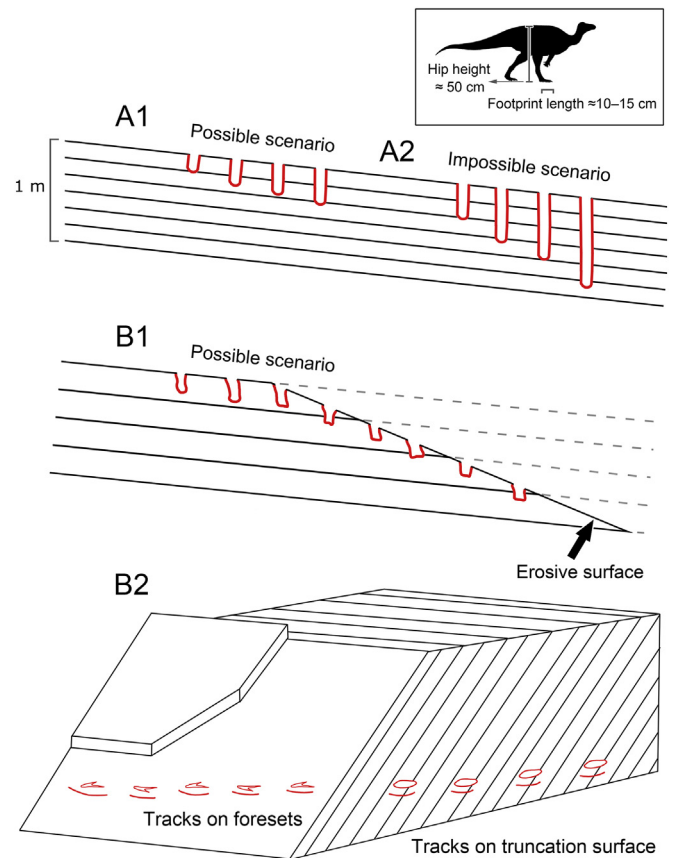 Hip height
≈ 50 cm
Footprint length ≈10–15 cm
A1
Possible scenario
A2
Impossible scenario
1 m
B1
Possible scenario
Erosive surface
B2
Tracks on foresets
Tracks on truncation surface